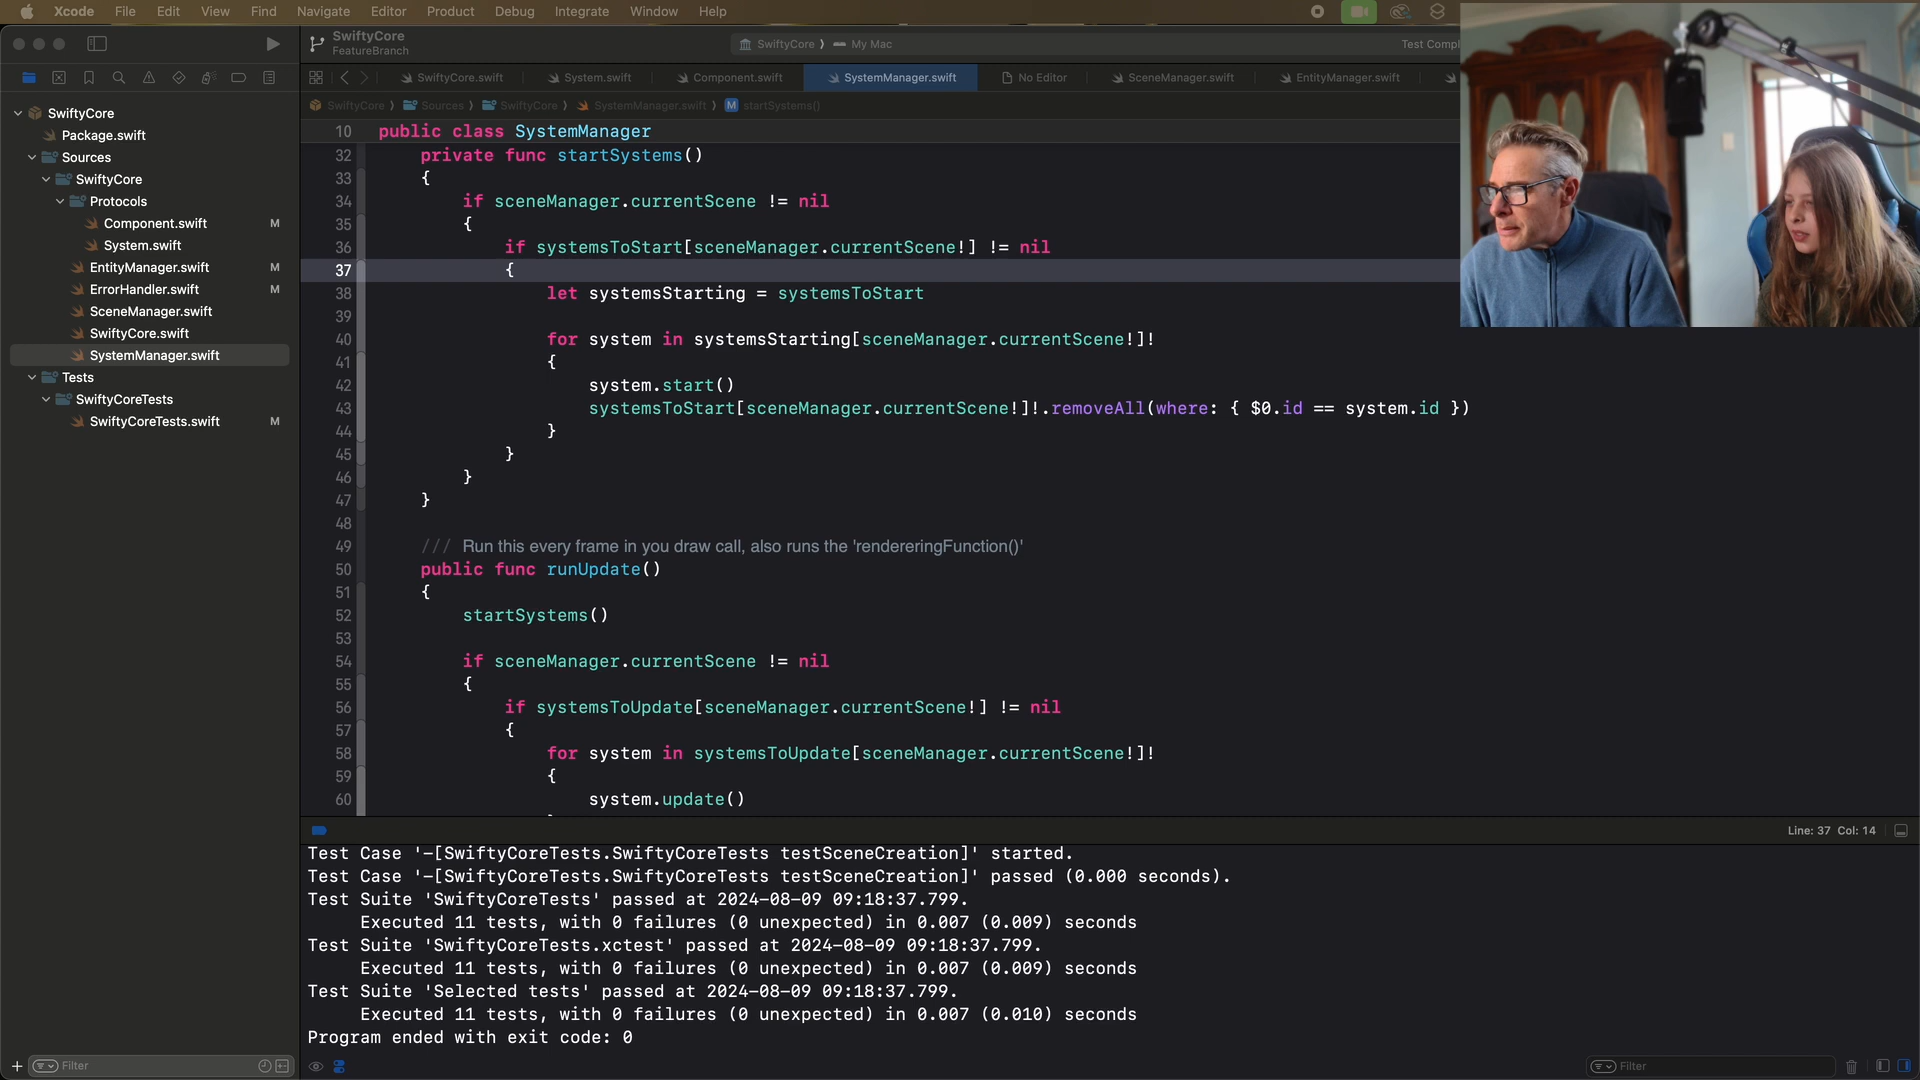 Xcode File Edit View Find Navigate Editor Product Debug Integrate Window Help
SwiftyCore
FeatureBranch
SwiftyCore ❭ My Mac
Test Compl
SwiftyCore.swift System.swift Component.swift SystemManager.swift No Editor SceneManager.swift EntityManager.swift
SwiftyCore ❭ Sources ❭ SwiftyCore ❭ SystemManager.swift ❭ M startSystems()
SwiftyCore
Package.swift
Sources
SwiftyCore
Protocols
Component.swift M
System.swift
EntityManager.swift M
ErrorHandler.swift M
SceneManager.swift
SwiftyCore.swift
SystemManager.swift
Tests
SwiftyCoreTests
SwiftyCoreTests.swift M
Filter
10 public class SystemManager
32 private func startSystems()
33 {
34 if sceneManager.currentScene != nil
35 {
36 if systemsToStart[sceneManager.currentScene!] != nil
37 {
38 let systemsStarting = systemsToStart
39
40 for system in systemsStarting[sceneManager.currentScene!]!
41 {
42 system.start()
43 systemsToStart[sceneManager.currentScene!]!.removeAll(where: { $0.id == system.id })
44 }
45 }
46 }
47 }
48
49 /// Run this every frame in you draw call, also runs the 'rendereringFunction()'
50 public func runUpdate()
51 {
52 startSystems()
53
54 if sceneManager.currentScene != nil
55 {
56 if systemsToUpdate[sceneManager.currentScene!] != nil
57 {
58 for system in systemsToUpdate[sceneManager.currentScene!]!
59 {
60 system.update()
Line: 37 Col: 14
Test Case '-[SwiftyCoreTests.SwiftyCoreTests testSceneCreation]' started.
Test Case '-[SwiftyCoreTests.SwiftyCoreTests testSceneCreation]' passed (0.000 seconds).
Test Suite 'SwiftyCoreTests' passed at 2024-08-09 09:18:37.799.
Executed 11 tests, with 0 failures (0 unexpected) in 0.007 (0.009) seconds
Test Suite 'SwiftyCoreTests.xctest' passed at 2024-08-09 09:18:37.799.
Executed 11 tests, with 0 failures (0 unexpected) in 0.007 (0.009) seconds
Test Suite 'Selected tests' passed at 2024-08-09 09:18:37.799.
Executed 11 tests, with 0 failures (0 unexpected) in 0.007 (0.010) seconds
Program ended with exit code: 0
Filter